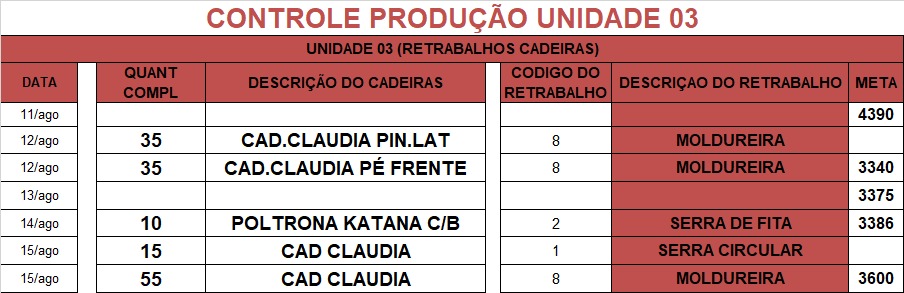 CONTROLE PRODUÇÃO UNIDADE 03
UNIDADE 03 (RETRABALHOS CADEIRAS)
DATA QUANT COMPL DESCRIÇÃO DO CADEIRAS CODIGO DO RETRABALHO DESCRIÇAO DO RETRABALHO META
11/ago 4390
12/ago 35 CAD.CLAUDIA PIN.LAT 8 MOLDUREIRA
12/ago 35 CAD.CLAUDIA PÉ FRENTE 8 MOLDUREIRA 3340
13/ago 3375
14/ago 10 POLTRONA KATANA C/B 2 SERRA DE FITA 3386
15/ago 15 CAD CLAUDIA 1 SERRA CIRCULAR
15/ago 55 CAD CLAUDIA 8 MOLDUREIRA 3600